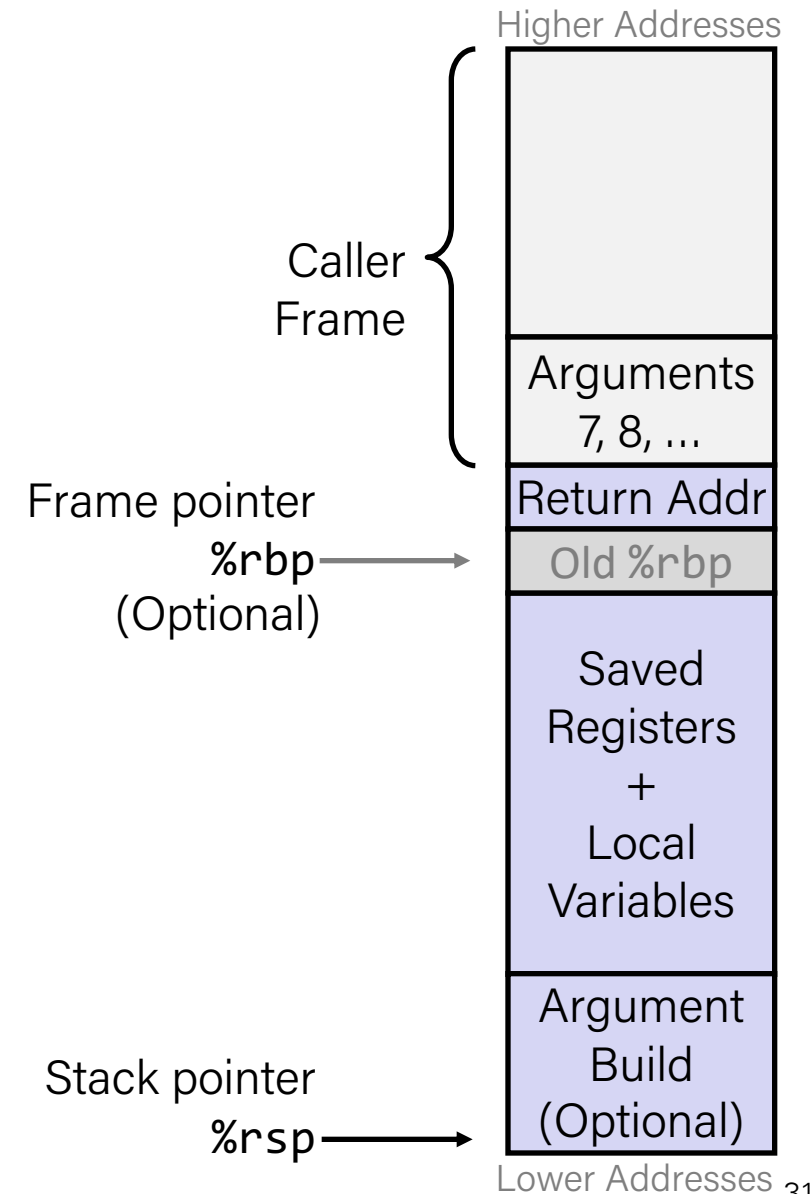 Higher Addresses
Caller
Frame
Arguments
7, 8, ...
Return Addr
Frame pointer
%rbp
(Optional)
Old %rbp
Saved
Registers
+
Local
Variables
Argument
Build
(Optional)
Stack pointer
%rsp
Lower Addresses
31